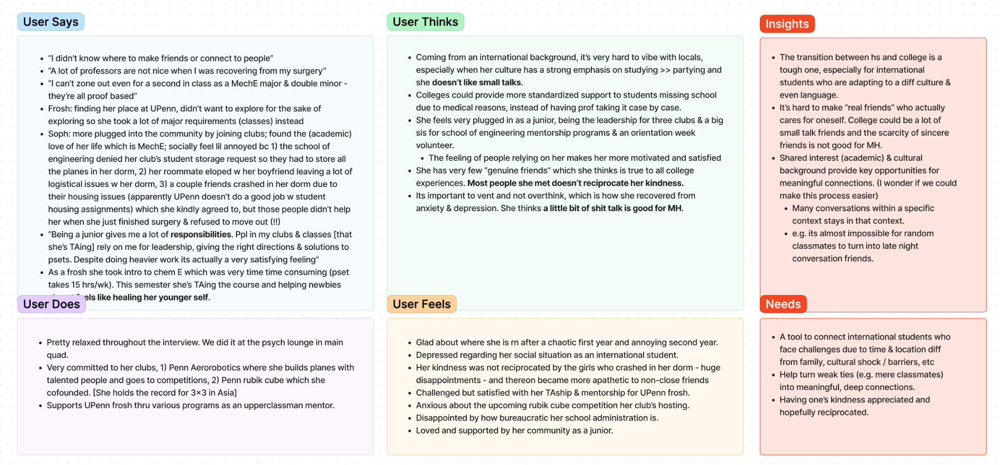 User Says
• “I didn’t know where to make friends or connect to people”
• “A lot of professors are not nice when I was recovering from my surgery”
• “I can’t zone out even for a second in class as a MechE major & double minor -
they’re all proof based”
• Frosh: finding her place at UPenn, didn’t want to explore for the sake of
exploring so she took a lot of major requirements (classes) instead
• Soph: more plugged into the community by joining clubs; found the (academic)
love of her life which is MechE; socially feel lil annoyed bc 1) the school of
engineering denied her club’s student storage request so they had to store all
the planes in her dorm, 2) her roommate eloped w her boyfriend leaving a lot of
logistical issues w her dorm, 3) a couple friends crashed in her dorm due to
their housing issues (apparently UPenn doesn’t do a good job w student
housing assignments) which she kindly agreed to, but those people didn’t help
her when she just finished surgery & refused to move out (!!)
• “Being a junior gives me a lot of responsibilities. Ppl in my clubs & classes [that
she’s TAing] rely on me for leadership, giving the right directions & solutions to
psets. Despite doing heavier work its actually a very satisfying feeling”
• As a frosh she took intro to chem E which was very time time consuming (pset
takes 15 hrs/wk). This semester she’s TAing the course and helping newbies
like healing her younger self.
User Thinks
• Coming from an international background, it’s very hard to vibe with locals,
especially when her culture has a strong emphasis on studying >> partying and
she doesn’t like small talks.
• Colleges could provide more standardized support to students missing school
due to medical reasons, instead of having prof taking it case by case.
• She feels very plugged in as a junior, being the leadership for three clubs & a big
sis for school of engineering mentorship programs & an orientation week
volunteer.
• The feeling of people relying on her makes her more motivated and satisfied
• She has very few “genuine friends” which she thinks is true to all college
experiences. Most people she met doesn’t reciprocate her kindness.
• Its important to vent and not overthink, which is how she recovered from
anxiety & depression. She thinks a little bit of shit talk is good for MH.
Insights
• The transition between hs and college is a
tough one, especially for international
students who are adapting to a diff culture &
even language.
• It’s hard to make “real friends” who actually
cares for oneself. College could be a lot of
small talk friends and the scarcity of sincere
friends is not good for MH.
• Shared interest (academic) & cultural
background provide key opportunities for
meaningful connections. (I wonder if we could
make this process easier)
• Many conversations within a specific
context stays in that context.
• e.g. its almost impossible for random
classmates to turn into late night
conversation friends.
User Does
• Pretty relaxed throughout the interview. We did it at the psych lounge in main
quad.
• Very committed to her clubs, 1) Penn Aerorobotics where she builds planes with
talented people and goes to competitions, 2) Penn rubik cube which she
cofounded. [She holds the record for 3×3 in Asia]
• Supports UPenn frosh thru various programs as an upperclassman mentor.
User Feels
• Glad about where she is rn after a chaotic first year and annoying second year.
• Depressed regarding her social situation as an international student.
• Her kindness was not reciprocated by the girls who crashed in her dorm - huge
disappointments - and thereon became more apathetic to non-close friends
• Challenged but satisfied with her TAship & mentorship for UPenn frosh.
• Anxious about the upcoming rubik cube competition her club’s hosting.
• Disappointed by how bureaucratic her school administration is.
• Loved and supported by her community as a junior.
Needs
• A tool to connect international students who
face challenges due to time & location diff
from family, cultural shock / barriers, etc
• Help turn weak ties (e.g. mere classmates)
into meaningful, deep connections.
• Having one’s kindness appreciated and
hopefully reciprocated.